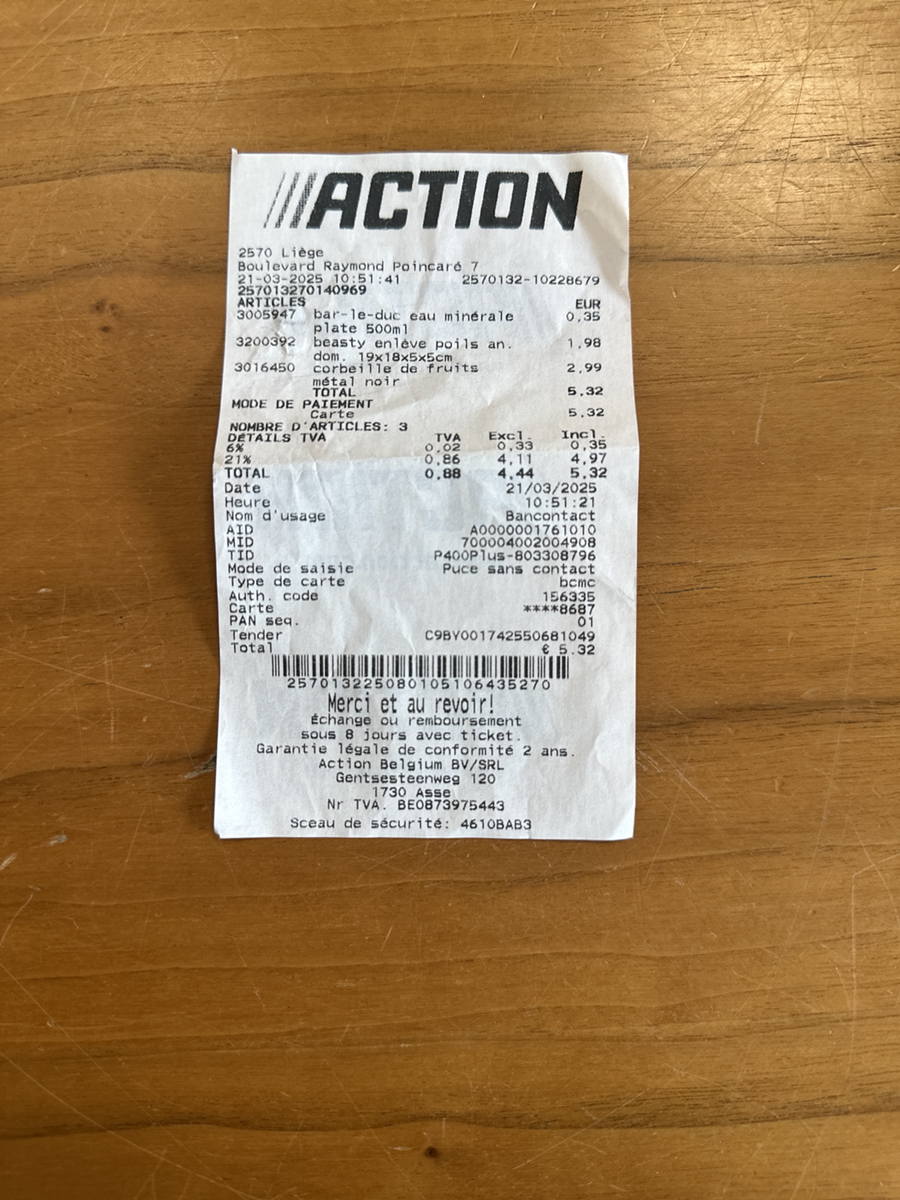 ACTION
2570 Liège
Boulevard Raymond Poincaré 7
21-03-2025 10:51:41 2570132-10228679
257013270140969
ARTICLES EUR
3005947 bar-le-duc eau minérale 0,35
plate 500ml
3200392 beasty enlève poils an. 1,98
dom. 19x18x5x5cm
3016450 corbeille de fruits 2,99
métal noir
TOTAL 5,32
MODE DE PAIEMENT
Carte 5,32
NOMBRE D'ARTICLES: 3
DÉTAILS TVA TVA Excl. Incl.
6% 0,02 0,33 0,35
21% 0,86 4,11 4,97
TOTAL 0,88 4,44 5,32
Date 21/03/2025
Heure 10:51:21
Nom d'usage Bancontact
AID A0000001761010
MID 700004002004908
TID P400Plus-803308796
Mode de saisie Puce sans contact
Type de carte bcmc
Auth. code 156335
Carte ****8687
PAN seq. 01
Tender C9BY001742550681049
Total € 5.32
257013225080105106435270
Merci et au revoir!
Échange ou remboursement
sous 8 jours avec ticket.
Garantie légale de conformité 2 ans.
Action Belgium BV/SRL
Gentsesteenweg 120
1730 Asse
Nr TVA. BE0873975443
Sceau de sécurité: 4610BAB3